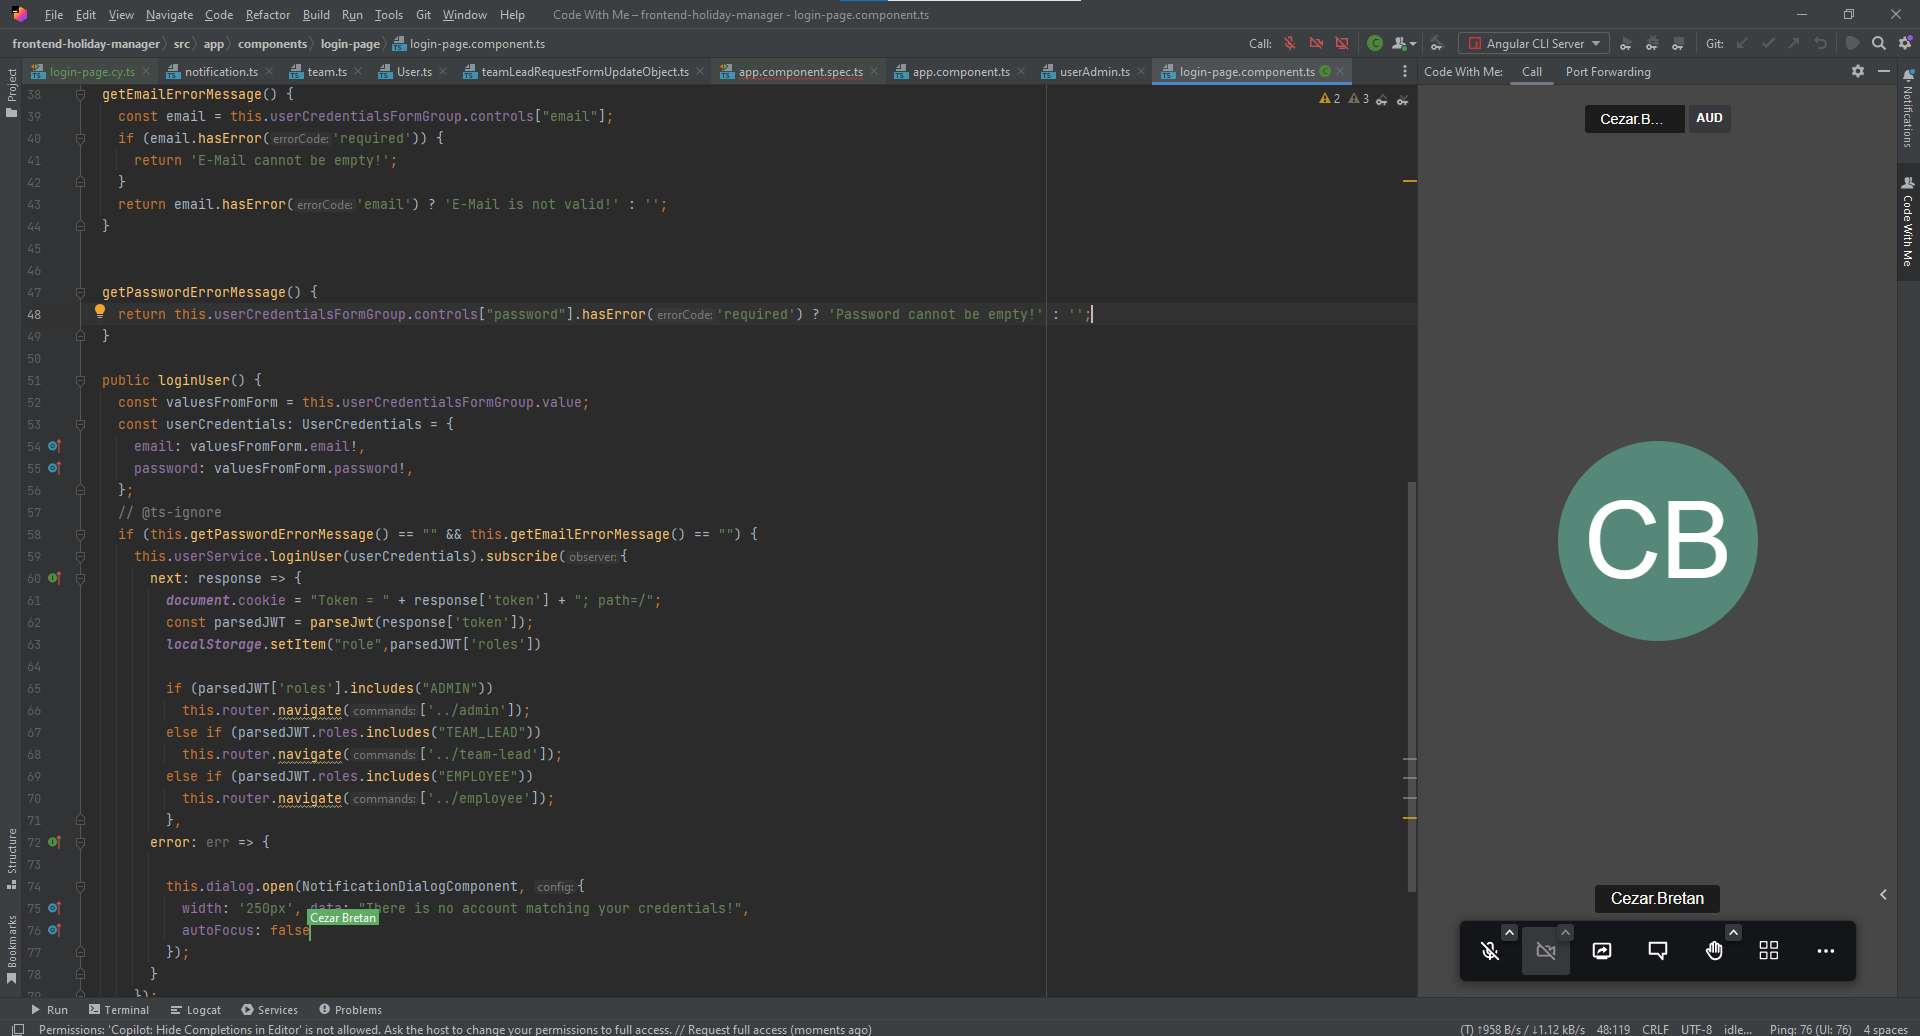 File Edit View Navigate Code Refactor Build Run Tools Git Window Help Code With Me – frontend-holiday-manager - login-page.component.ts
frontend-holiday-manager src app components login-page login-page.component.ts Call: Angular CLI Server Git:
login-page.cy.ts notification.ts team.ts User.ts teamLeadRequestFormUpdateObject.ts app.component.spec.ts app.component.ts userAdmin.ts login-page.component.ts Code With Me: Call Port Forwarding
Project
Structure
Bookmarks
2 3
38 getEmailErrorMessage() {
39 const email = this.userCredentialsFormGroup.controls["email"];
40 if (email.hasError( errorCode: 'required')) {
41 return 'E-Mail cannot be empty!';
42 }
43 return email.hasError( errorCode: 'email') ? 'E-Mail is not valid!' : '';
44 }
45
46
47 getPasswordErrorMessage() {
48 return this.userCredentialsFormGroup.controls["password"].hasError( errorCode: 'required') ? 'Password cannot be empty!' : '';
49 }
50
51 public loginUser() {
52 const valuesFromForm = this.userCredentialsFormGroup.value;
53 const userCredentials: UserCredentials = {
54 email: valuesFromForm.email!,
55 password: valuesFromForm.password!,
56 };
57 // @ts-ignore
58 if (this.getPasswordErrorMessage() == "" && this.getEmailErrorMessage() == "") {
59 this.userService.loginUser(userCredentials).subscribe( observer: {
60 next: response => {
61 document.cookie = "Token = " + response['token'] + "; path=/";
62 const parsedJWT = parseJwt(response['token']);
63 localStorage.setItem("role",parsedJWT['roles'])
64
65 if (parsedJWT['roles'].includes("ADMIN"))
66 this.router.navigate( commands: ['../admin']);
67 else if (parsedJWT.roles.includes("TEAM_LEAD"))
68 this.router.navigate( commands: ['../team-lead']);
69 else if (parsedJWT.roles.includes("EMPLOYEE"))
70 this.router.navigate( commands: ['../employee']);
71 },
72 error: err => {
73
74 this.dialog.open(NotificationDialogComponent, config: {
75 width: '250px', data: "There is no account matching your credentials!",
Cezar Bretan
76 autoFocus: false
77 });
78 }
79 });
Cezar.B... AUD
CB
Cezar.Bretan
Notifications
Code With Me
Run Terminal Logcat Services Problems
Permissions: 'Copilot: Hide Completions in Editor' is not allowed. Ask the host to change your permissions to full access. // Request full access (moments ago) (T) ↑958 B/s / ↓1.12 kB/s 48:119 CRLF UTF-8 idle... Ping: 76 (UI: 76) 4 spaces